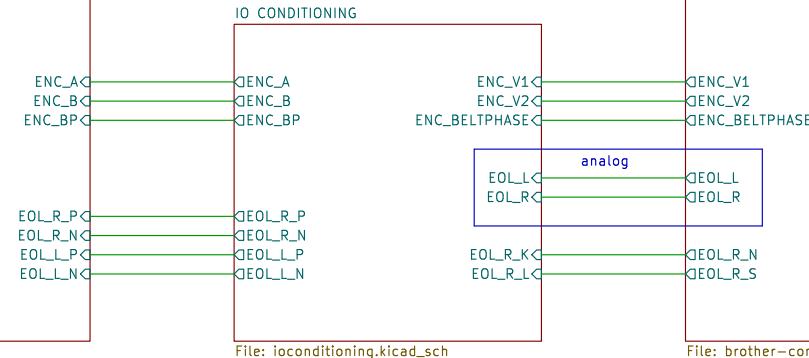 IO CONDITIONING
ENC_A ENC_A ENC_V1 ENC_V1
ENC_B ENC_B ENC_V2 ENC_V2
ENC_BP ENC_BP ENC_BELTPHASE ENC_BELTPHASE
analog
EOL_L EOL_L
EOL_R EOL_R
EOL_R_P EOL_R_P
EOL_R_N EOL_R_N
EOL_L_P EOL_L_P EOL_R_K EOL_R_N
EOL_L_N EOL_L_N EOL_R_L EOL_R_S
File: ioconditioning.kicad_sch File: brother-con